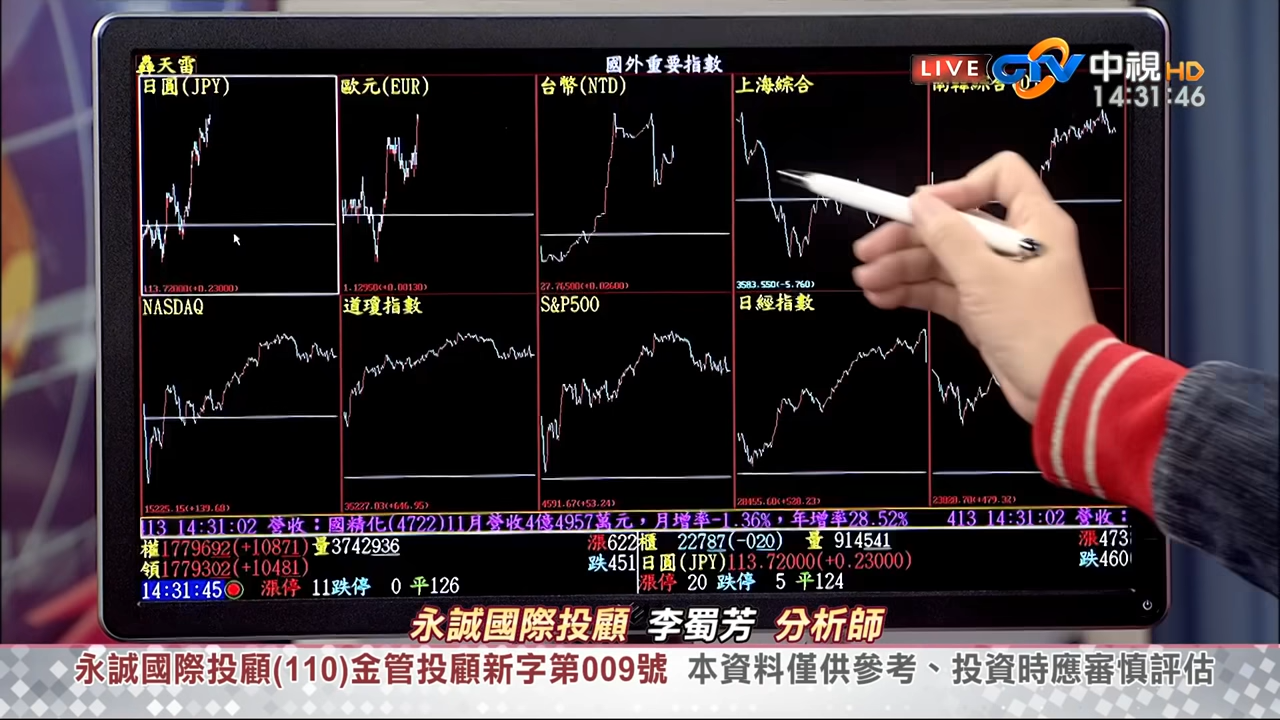 轟天雷
國外重要指數
LIVE CTV 中視HD
14:31:46
日圓(JPY)
歐元(EUR)
台幣(NTD)
上海綜合
113.72000(+0.23000)
1.12950(+0.00130)
27.76500(+0.02600)
3583.550(-5.760)
NASDAQ
道瓊指數
S&P500
日經指數
15225.15(+139.68)
35227.03(+646.95)
4591.67(+53.24)
28455.60(+528.23)
113 14:31:02 營收：國精化(4722)11月營收4億4957萬元，月增率-1.36%，年增率28.52% 413 14:31:02 營收：
權1779692(+10871) 量3742936 漲622 櫃 22787(-020) 量 914541 漲473
領1779302(+10481) 跌451 日圓(JPY)113.72000(+0.23000) 跌460
14:31:45 漲停 11 跌停 0 平126 漲停 20 跌停 5 平124
永誠國際投顧 李蜀芳 分析師
永誠國際投顧(110)金管投顧新字第009號 本資料僅供參考、投資時應審慎評估